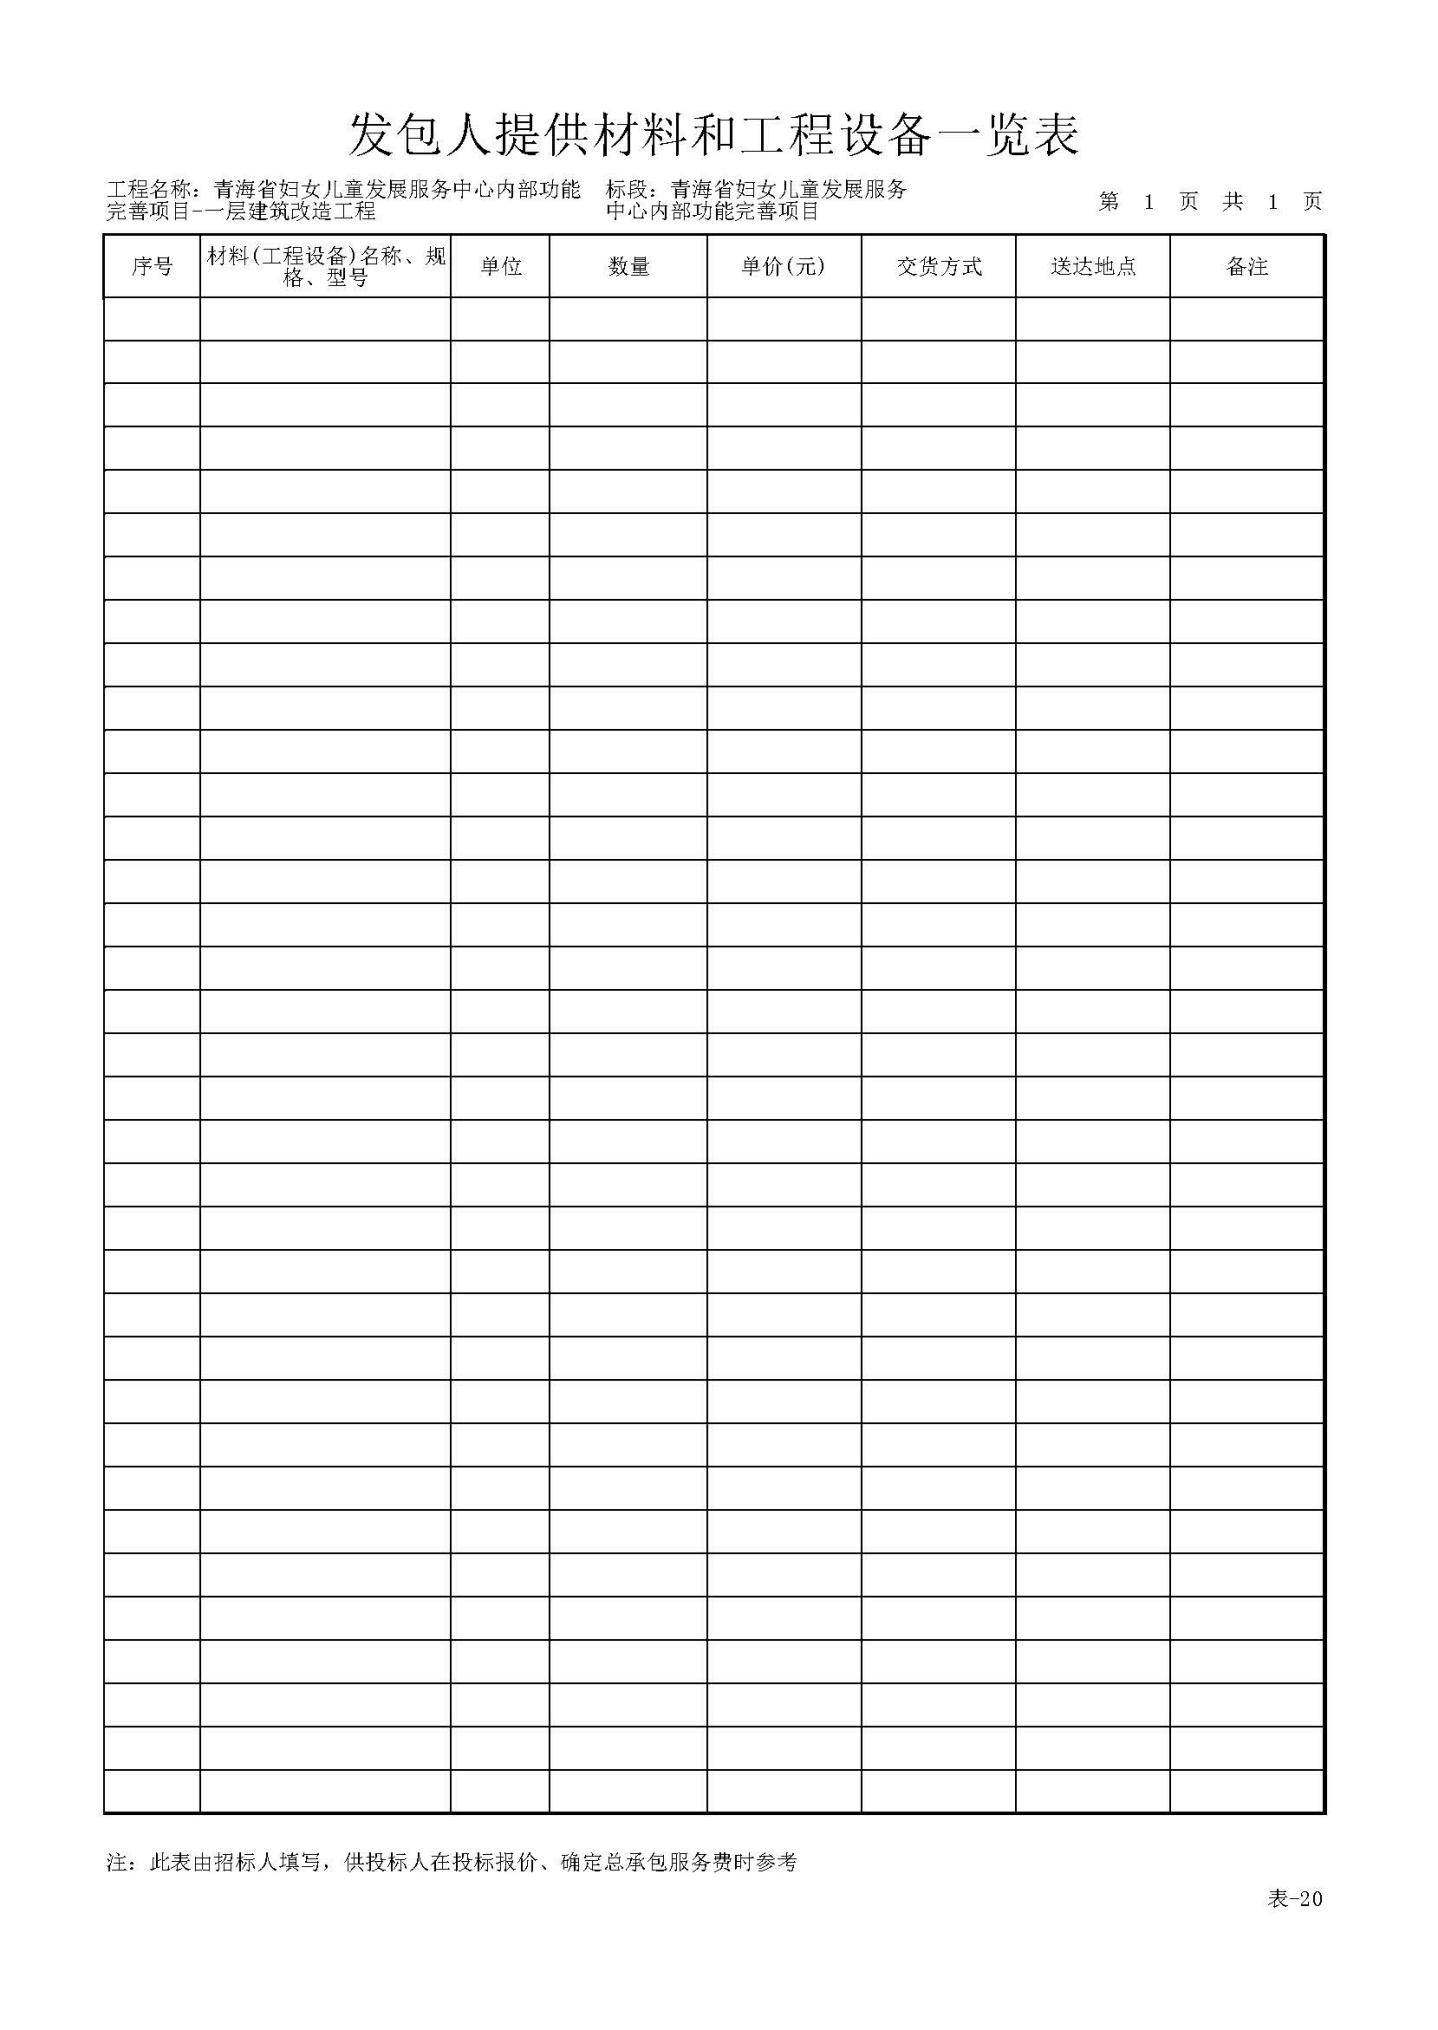 发包人提供材料和工程设备一览表
工程名称：青海省妇女儿童发展服务中心内部功能
完善项目-一层建筑改造工程
标段：青海省妇女儿童发展服务
中心内部功能完善项目
第 1 页 共 1 页
序号
材料(工程设备)名称、规
格、型号
单位
数量
单价(元)
交货方式
送达地点
备注
注：此表由招标人填写，供投标人在投标报价、确定总承包服务费时参考
表-20